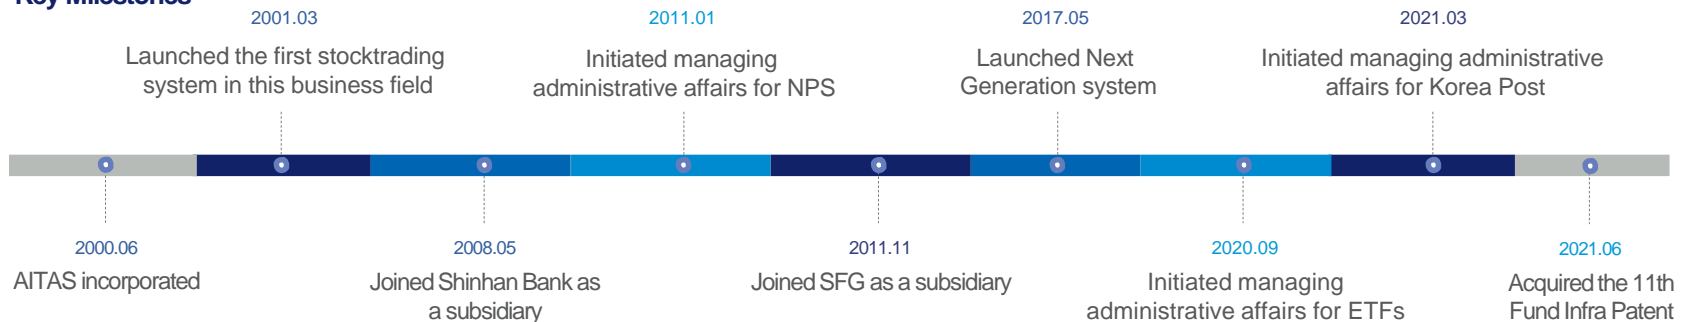 Key Milestones
2001.03
Launched the first stocktrading
system in this business field
2011.01
Initiated managing
administrative affairs for NPS
2017.05
Launched Next
Generation system
2021.03
Initiated managing administrative
affairs for Korea Post
2000.06
AITAS incorporated
2008.05
Joined Shinhan Bank as
a subsidiary
2011.11
Joined SFG as a subsidiary
2020.09
Initiated managing
administrative affairs for ETFs
2021.06
Acquired the 11th
Fund Infra Patent